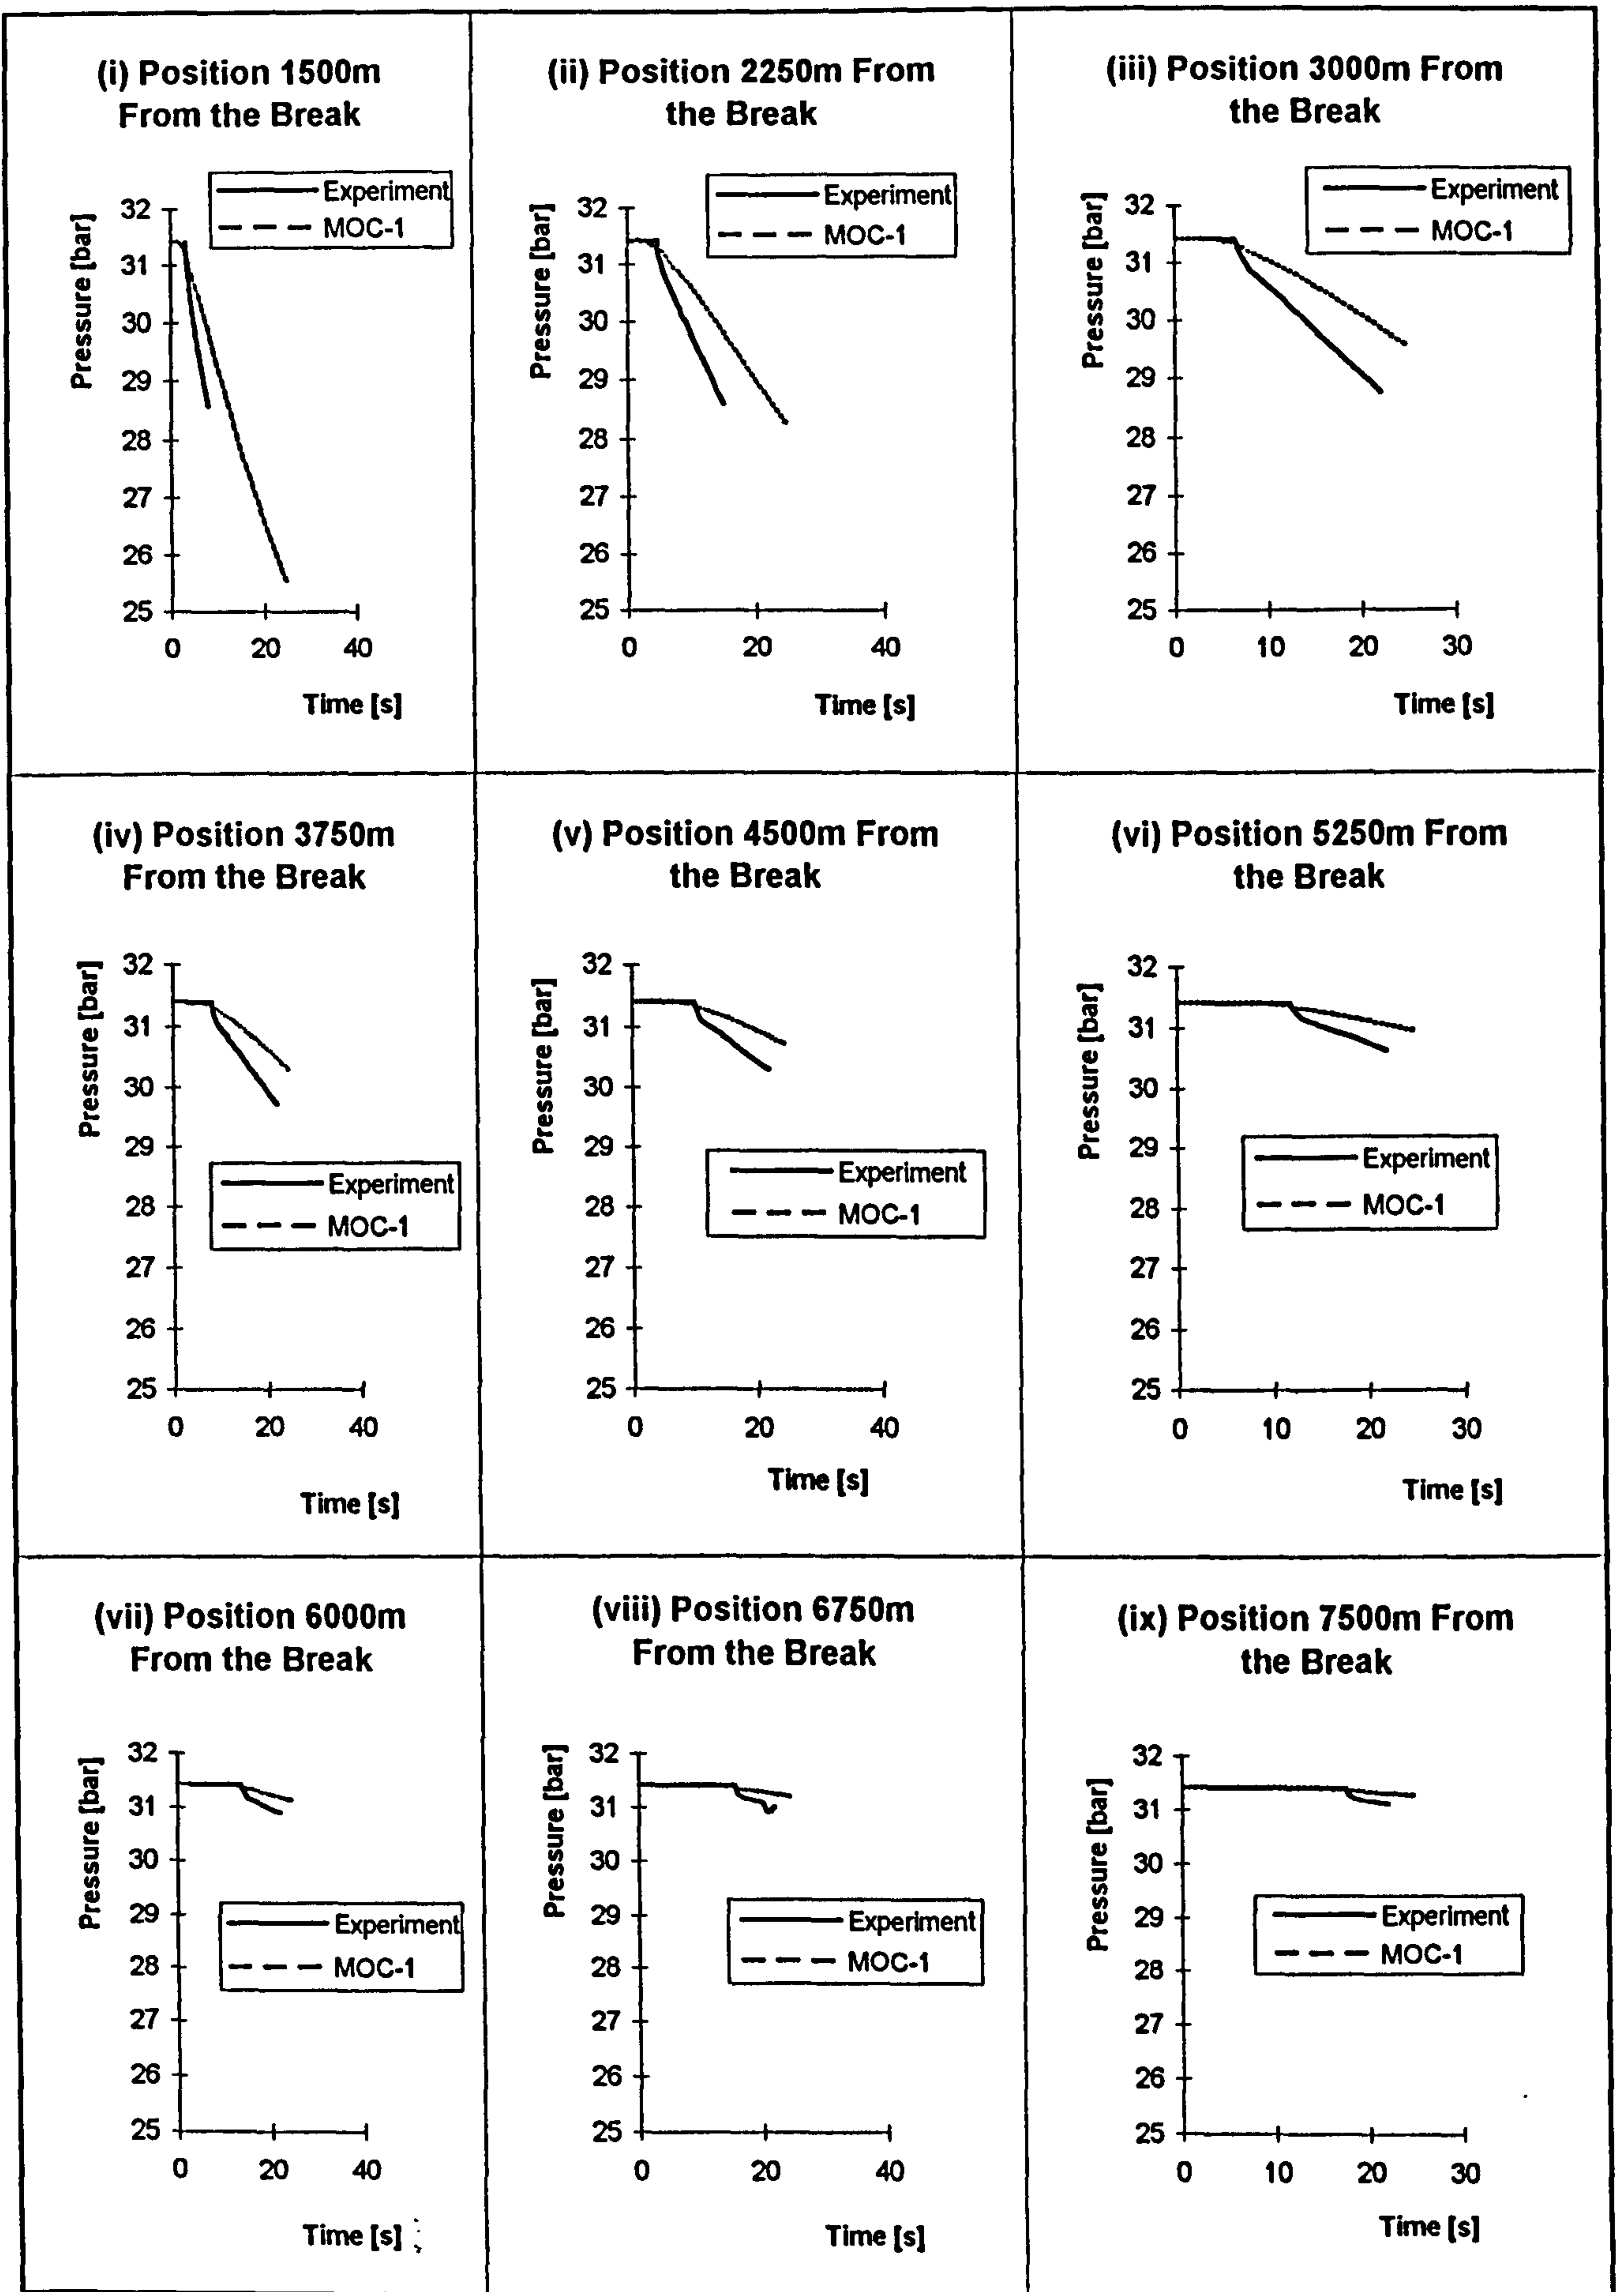 (i) Position 1500m
From the Break
Experiment
MOC-1
Pressure [bar]
32
31
30
29
28
27
26
25
0 20 40
Time [s]
(ii) Position 2250m From
the Break
Experiment
MOC-1
Pressure [bar]
32
31
30
29
28
27
26
25
0 20 40
Time [s]
(iii) Position 3000m From
the Break
Experiment
MOC-1
Pressure [bar]
32
31
30
29
28
27
26
25
0 10 20 30
Time [s]
(iv) Position 3750m
From the Break
Pressure [bar]
32
31
30
29
28
27
26
25
Experiment
MOC-1
0 20 40
Time [s]
(v) Position 4500m From
the Break
Pressure [bar]
32
31
30
29
28
27
26
25
Experiment
MOC-1
0 20 40
Time [s]
(vi) Position 5250m From
the Break
Pressure [bar]
32
31
30
29
28
27
26
25
Experiment
MOC-1
0 10 20 30
Time [s]
(vii) Position 6000m
From the Break
Pressure [bar]
32
31
30
29
28
27
26
25
Experiment
MOC-1
0 20 40
Time [s]
(viii) Position 6750m
From the Break
Pressure [bar]
32
31
30
29
28
27
26
25
Experiment
MOC-1
0 20 40
Time [s]
(ix) Position 7500m From
the Break
Pressure [bar]
32
31
30
29
28
27
26
25
Experiment
MOC-1
0 10 20 30
Time [s]